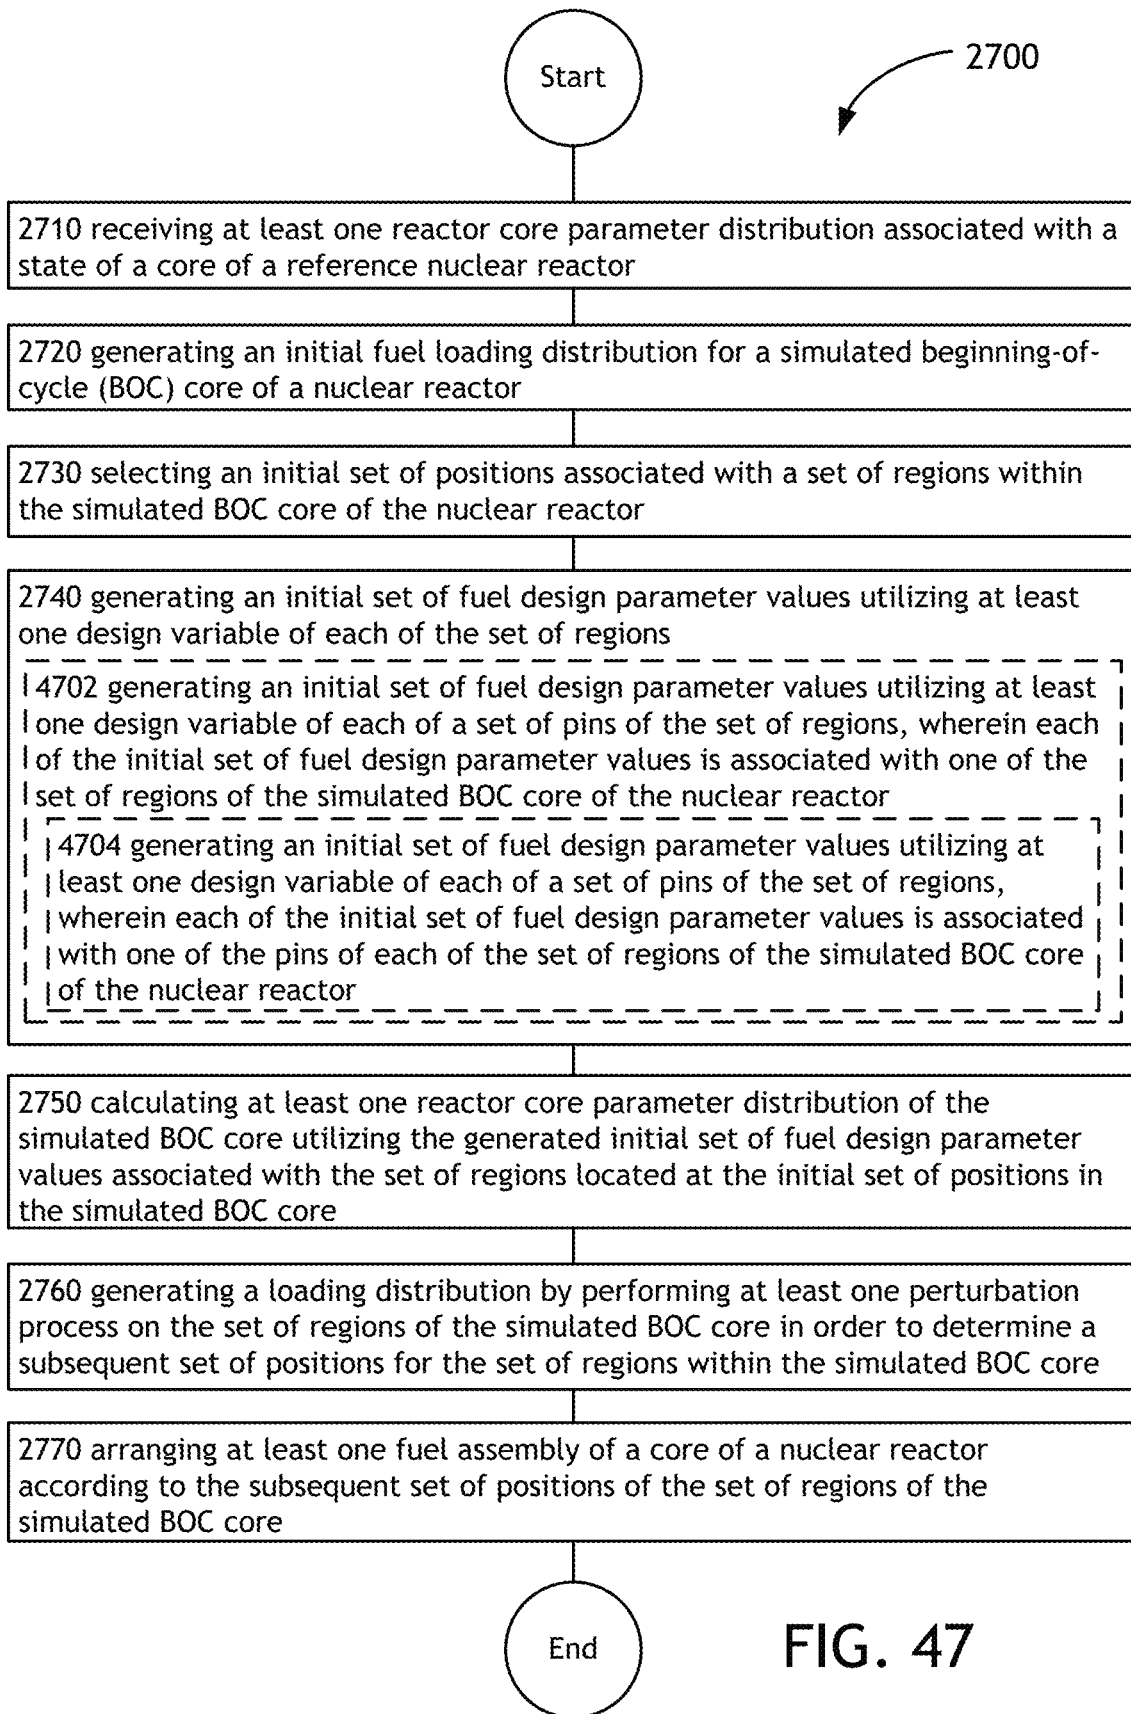 Start
2700
2710 receiving at least one reactor core parameter distribution associated with a
state of a core of a reference nuclear reactor
2720 generating an initial fuel loading distribution for a simulated beginning-of-
cycle (BOC) core of a nuclear reactor
2730 selecting an initial set of positions associated with a set of regions within
the simulated BOC core of the nuclear reactor
2740 generating an initial set of fuel design parameter values utilizing at least
one design variable of each of the set of regions
4702 generating an initial set of fuel design parameter values utilizing at least
one design variable of each of a set of pins of the set of regions, wherein each
of the initial set of fuel design parameter values is associated with one of the
set of regions of the simulated BOC core of the nuclear reactor
4704 generating an initial set of fuel design parameter values utilizing at
least one design variable of each of a set of pins of the set of regions,
wherein each of the initial set of fuel design parameter values is associated
with one of the pins of each of the set of regions of the simulated BOC core
of the nuclear reactor
2750 calculating at least one reactor core parameter distribution of the
simulated BOC core utilizing the generated initial set of fuel design parameter
values associated with the set of regions located at the initial set of positions in
the simulated BOC core
2760 generating a loading distribution by performing at least one perturbation
process on the set of regions of the simulated BOC core in order to determine a
subsequent set of positions for the set of regions within the simulated BOC core
2770 arranging at least one fuel assembly of a core of a nuclear reactor
according to the subsequent set of positions of the set of regions of the
simulated BOC core
End
FIG. 47